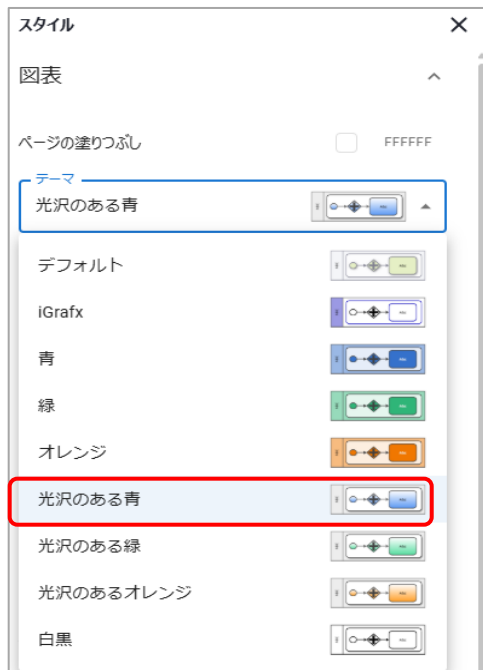 スタイル
図表
ページの塗りつぶし FFFFFF
テーマ
光沢のある青
デフォルト
iGrafx
青
緑
オレンジ
光沢のある青
光沢のある緑
光沢のあるオレンジ
白黒